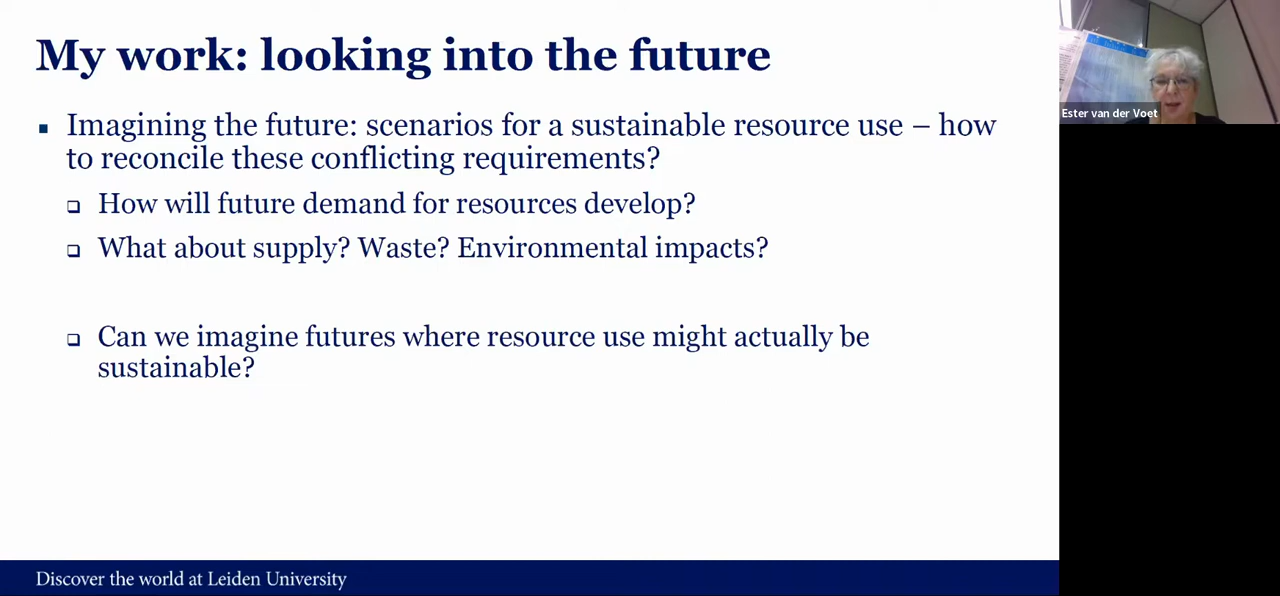 My work: looking into the future
Imagining the future: scenarios for a sustainable resource use – how
to reconcile these conflicting requirements?
How will future demand for resources develop?
What about supply? Waste? Environmental impacts?
Can we imagine futures where resource use might actually be
sustainable?
Discover the world at Leiden University
Ester van der Voet